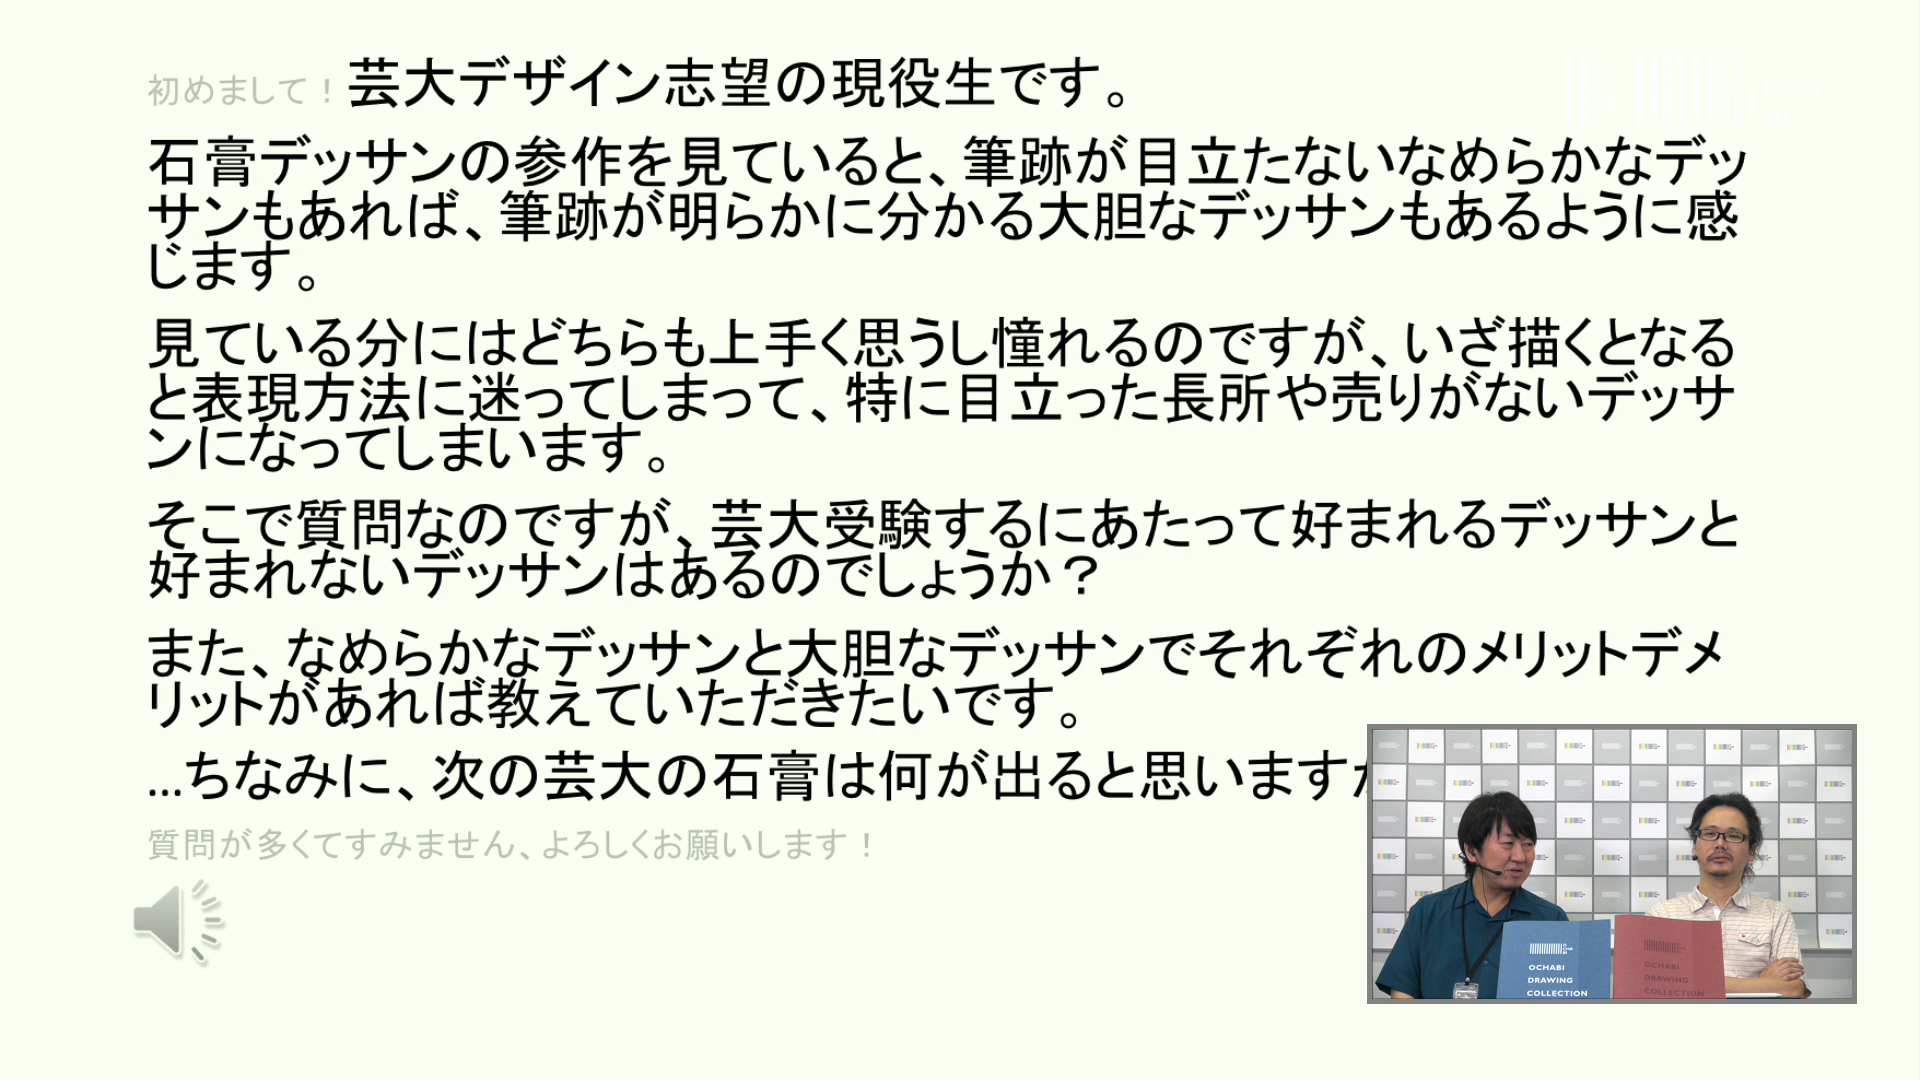 初めまして！芸大デザイン志望の現役生です。
石膏デッサンの参作を見ていると、筆跡が目立たないなめらかなデッ
サンもあれば、筆跡が明らかに分かる大胆なデッサンもあるように感
じます。
見ている分にはどちらも上手く思うし憧れるのですが、いざ描くとなる
と表現方法に迷ってしまって、特に目立った長所や売りがないデッサ
ンになってしまいます。
そこで質問なのですが、芸大受験するにあたって好まれるデッサンと
好まれないデッサンはあるのでしょうか？
また、なめらかなデッサンと大胆なデッサンでそれぞれのメリットデメ
リットがあれば教えていただきたいです。
...ちなみに、次の芸大の石膏は何が出ると思います
質問が多くてすみません、よろしくお願いします！
OCHABI
DRAWING
COLLECTION
OCHABI
DRAWING
COLLECTION